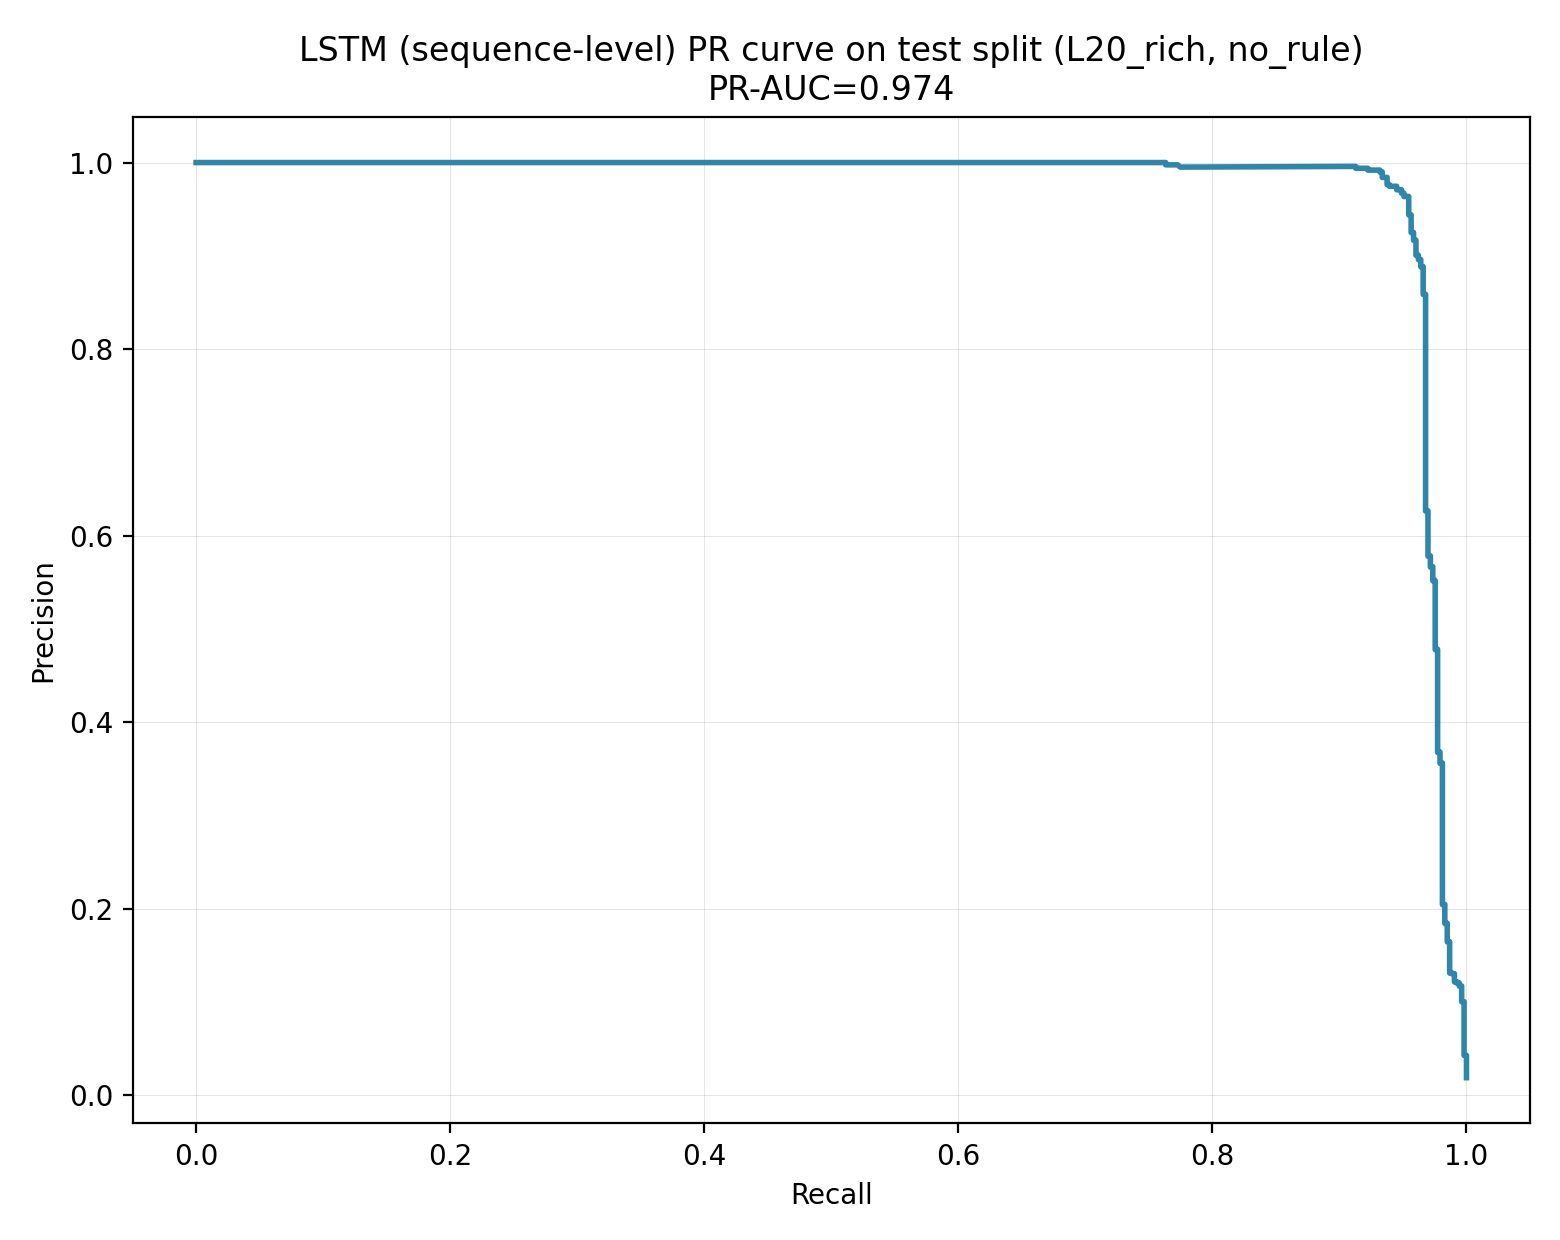 LSTM (sequence-level) PR curve on test split (L20_rich, no_rule)
PR-AUC=0.974
1.0
0.8
0.6
0.4
0.2
0.0
Precision
0.0 0.2 0.4 0.6 0.8 1.0
Recall